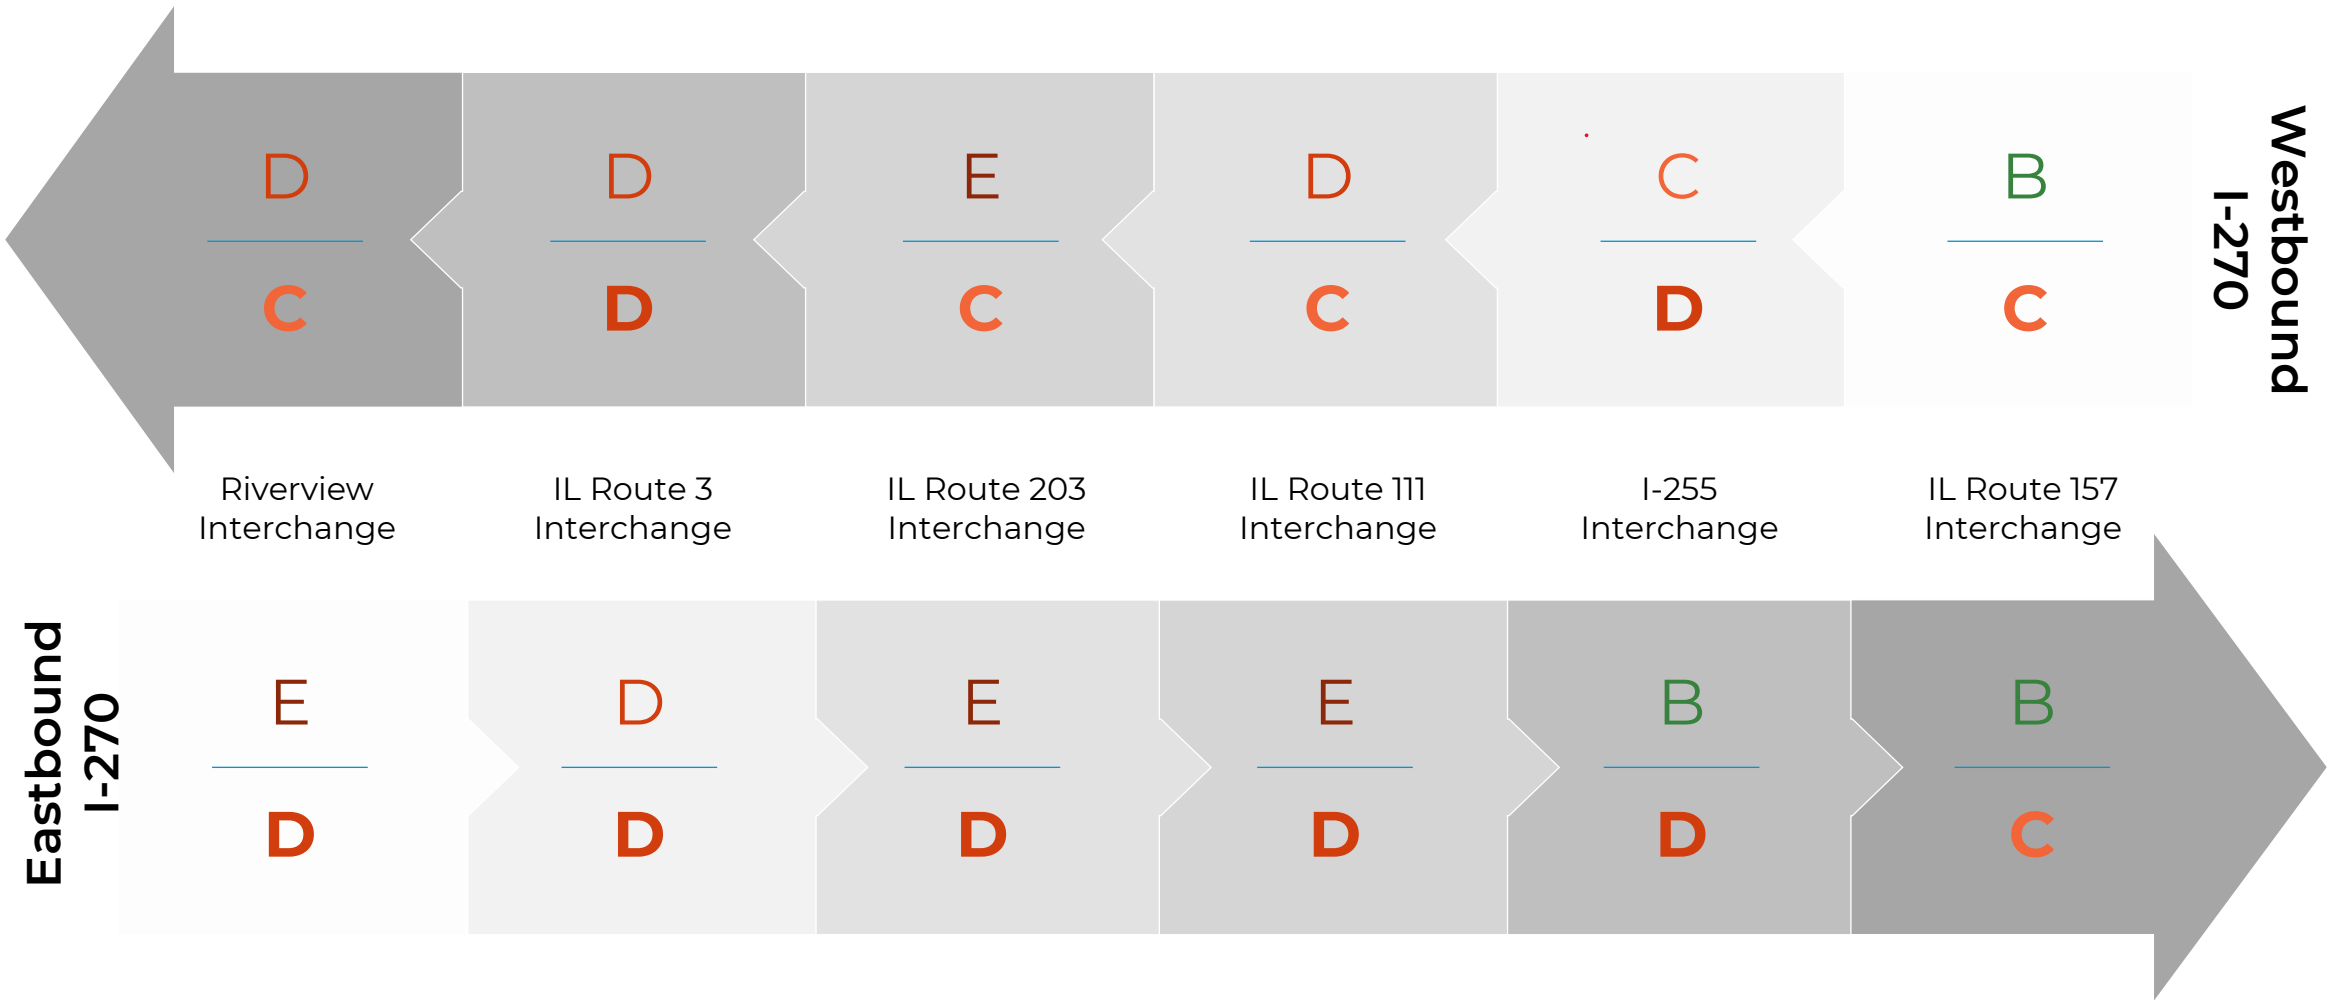 D D E D C B
C D C C D C
Westbound
I-270
Riverview
Interchange
IL Route 3
Interchange
IL Route 203
Interchange
IL Route 111
Interchange
I-255
Interchange
IL Route 157
Interchange
Eastbound
I-270
E D E E B B
D D D D D C